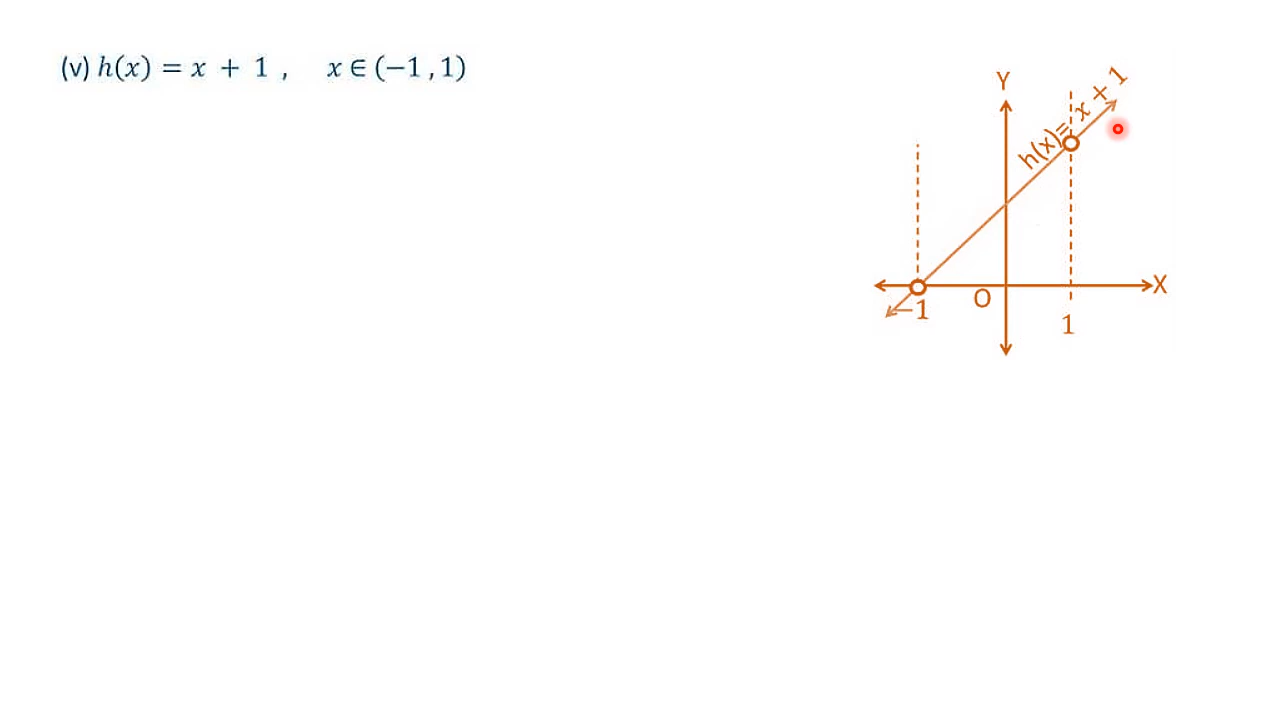 (v) h(x) = x + 1 ,    x ∈ (−1 , 1)
Y
h(x)= x + 1
X
O
−1
1